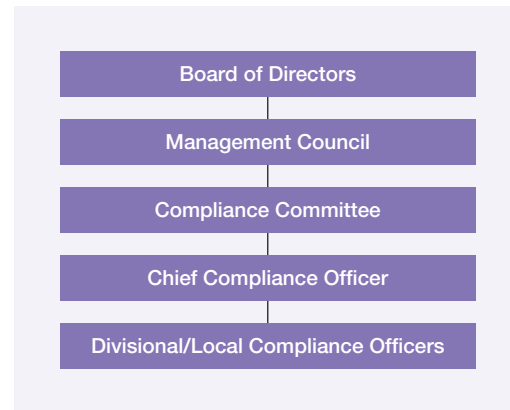 Board of Directors
Management Council
Compliance Committee
Chief Compliance Officer
Divisional/Local Compliance Officers